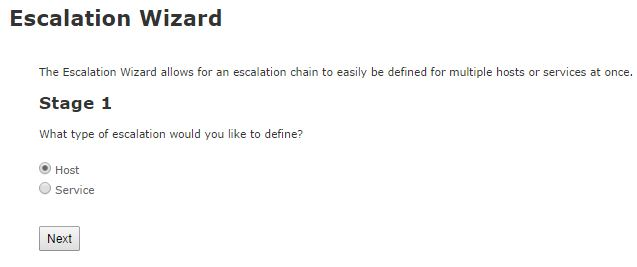 Escalation Wizard
The Escalation Wizard allows for an escalation chain to easily be defined for multiple hosts or services at once.
Stage 1
What type of escalation would you like to define?
Host
Service
Next